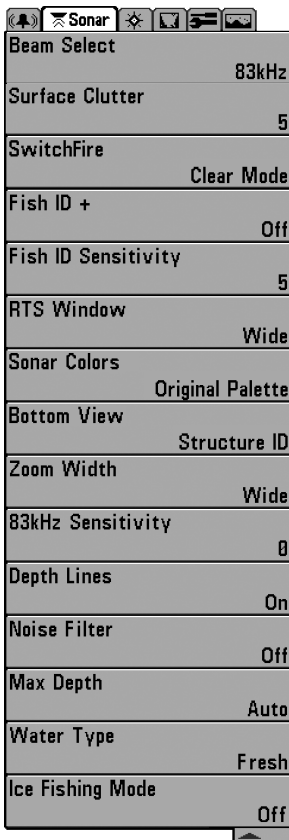 Sonar
Beam Select
83kHz
Surface Clutter
5
SwitchFire
Clear Mode
Fish ID +
Off
Fish ID Sensitivity
5
RTS Window
Wide
Sonar Colors
Original Palette
Bottom View
Structure ID
Zoom Width
Wide
83kHz Sensitivity
0
Depth Lines
On
Noise Filter
Off
Max Depth
Auto
Water Type
Fresh
Ice Fishing Mode
Off